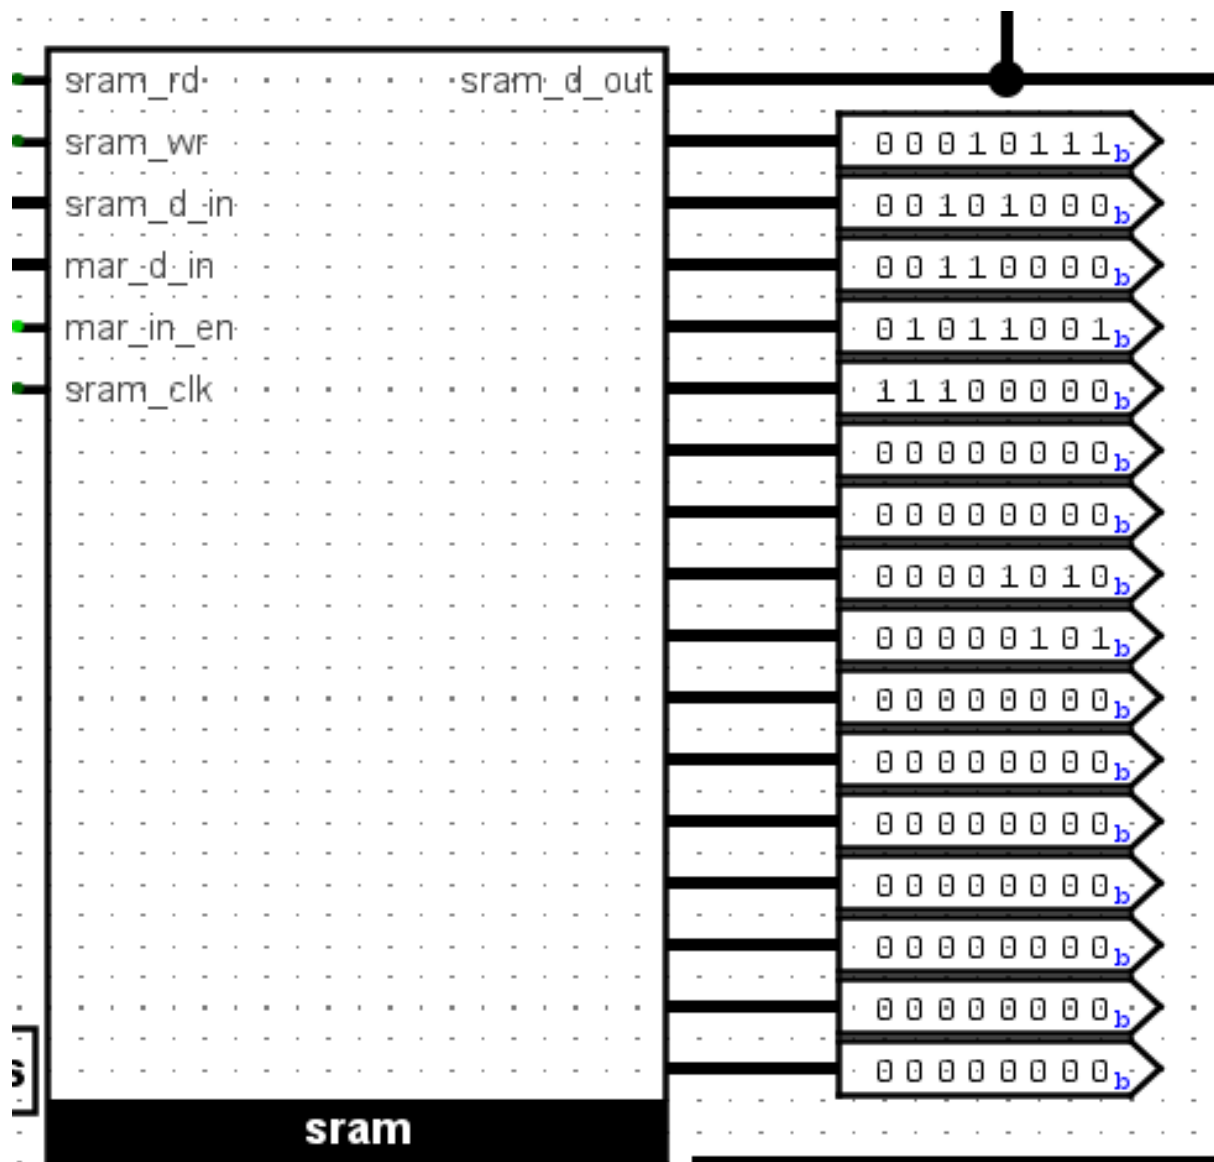 sram_rd sram_d_out
sram_wr 00010111b
sram_d_in 00101000b
mar_d_in 00110000b
mar_in_en 01011001b
sram_clk 11100000b
00000000b
00000000b
00001010b
00000101b
00000000b
00000000b
00000000b
00000000b
00000000b
00000000b
00000000b
s
sram